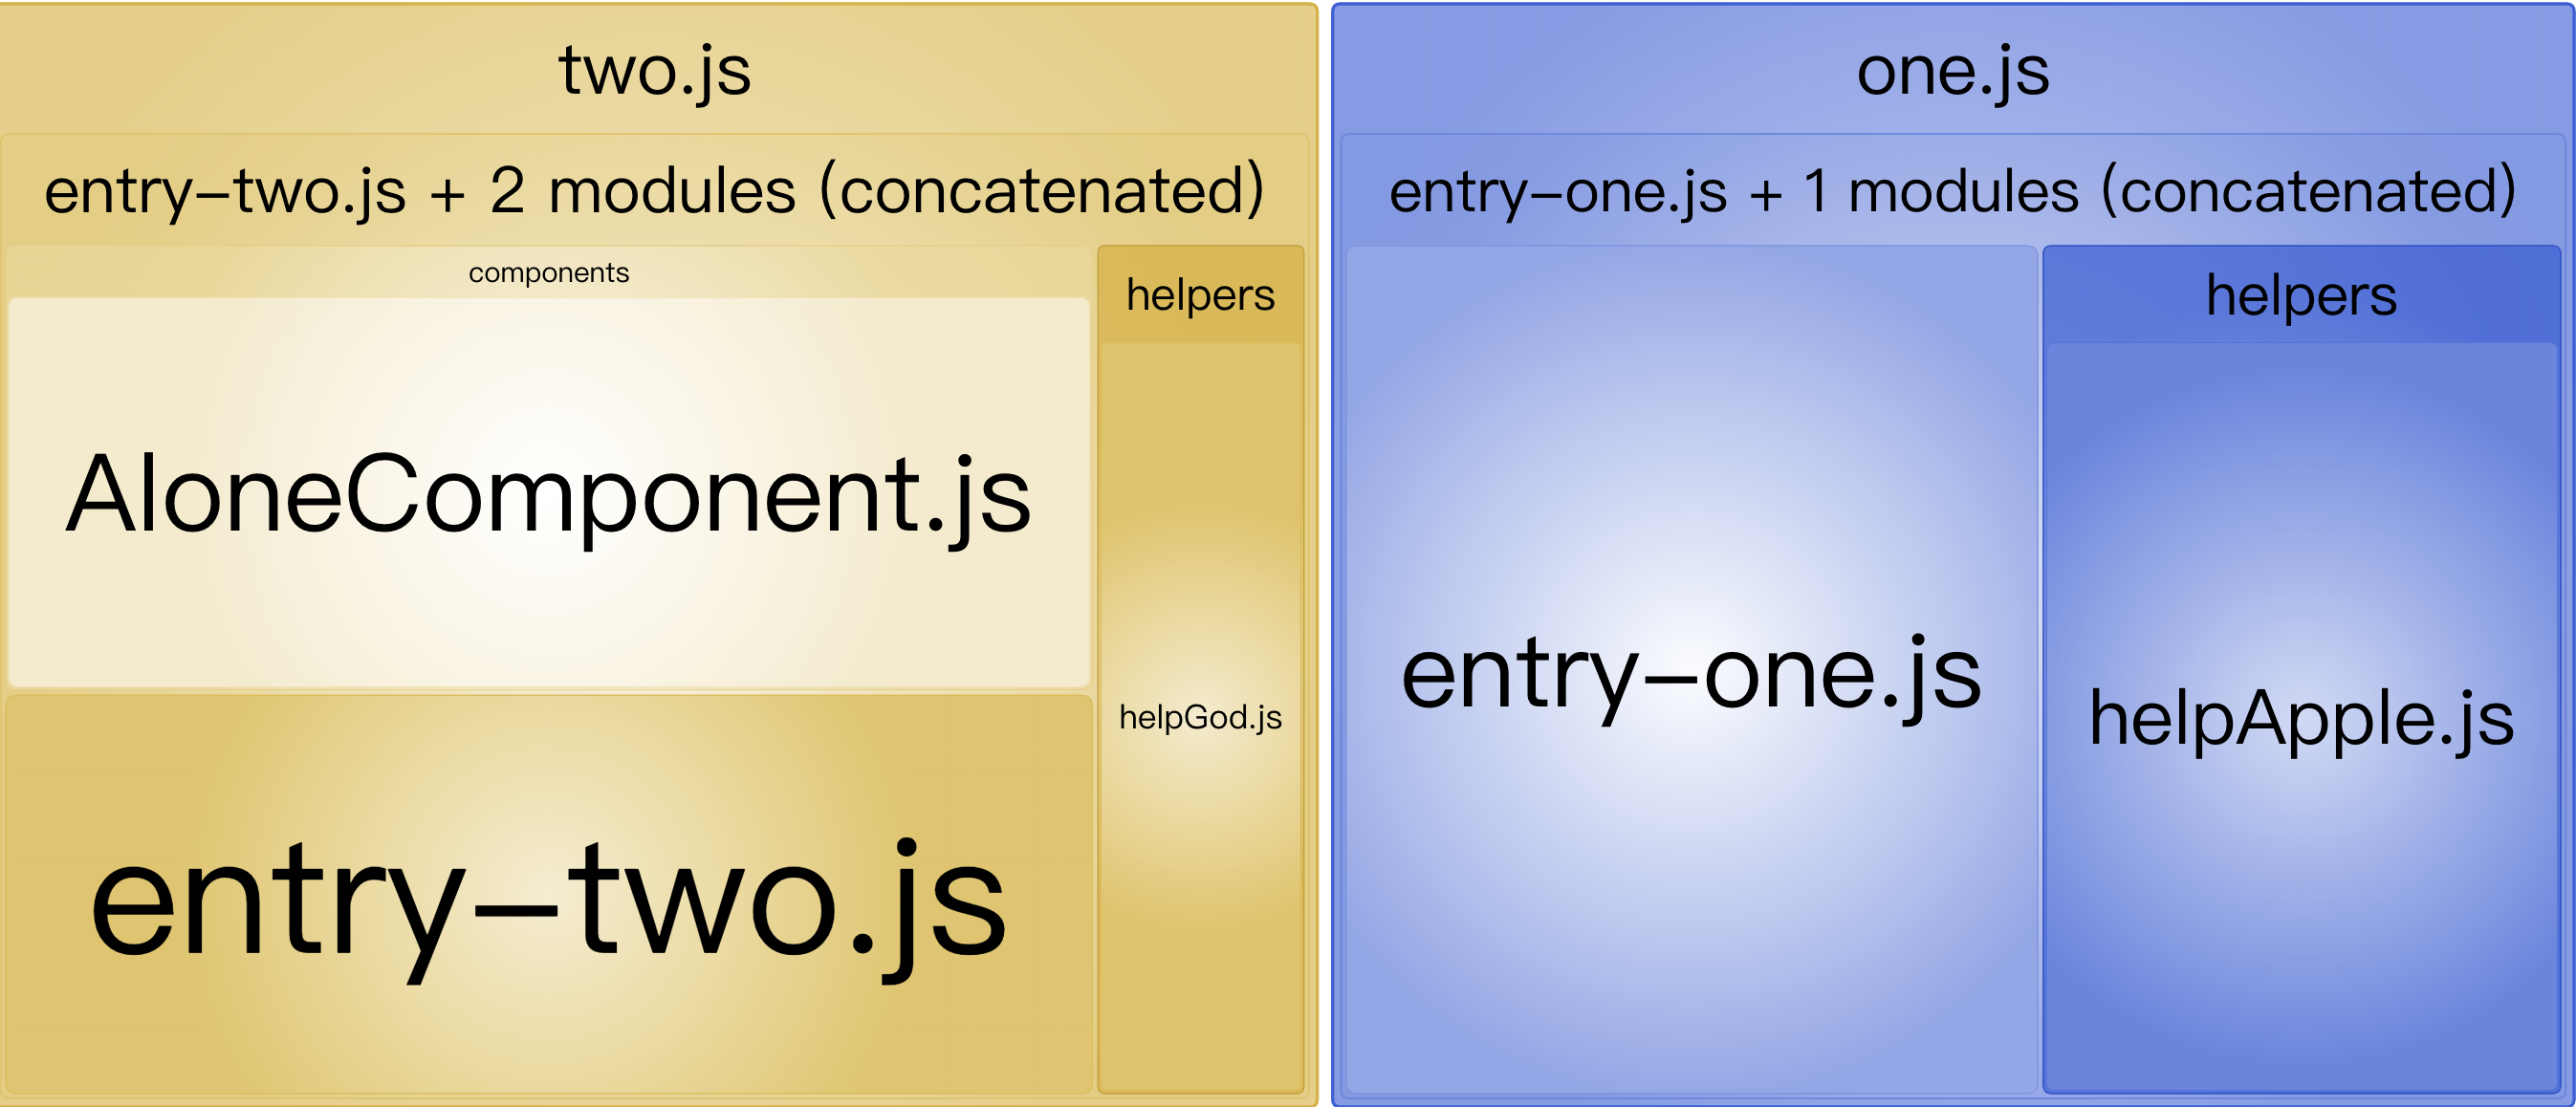 two.js
entry-two.js + 2 modules (concatenated)
components
AloneComponent.js
entry-two.js
helpers
helpGod.js
one.js
entry-one.js + 1 modules (concatenated)
entry-one.js
helpers
helpApple.js